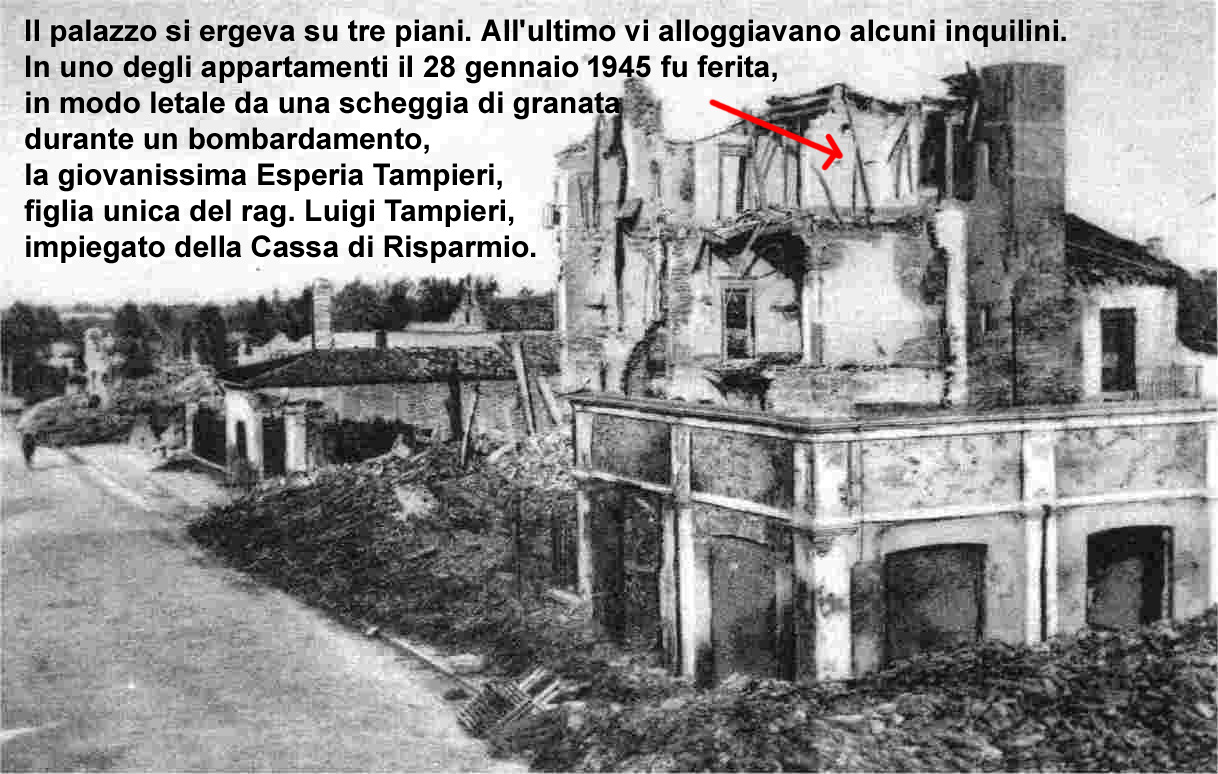 Il palazzo si ergeva su tre piani. All'ultimo vi alloggiavano alcuni inquilini.
In uno degli appartamenti il 28 gennaio 1945 fu ferita,
in modo letale da una scheggia di granata
durante un bombardamento,
la giovanissima Esperia Tampieri,
figlia unica del rag. Luigi Tampieri,
impiegato della Cassa di Risparmio.